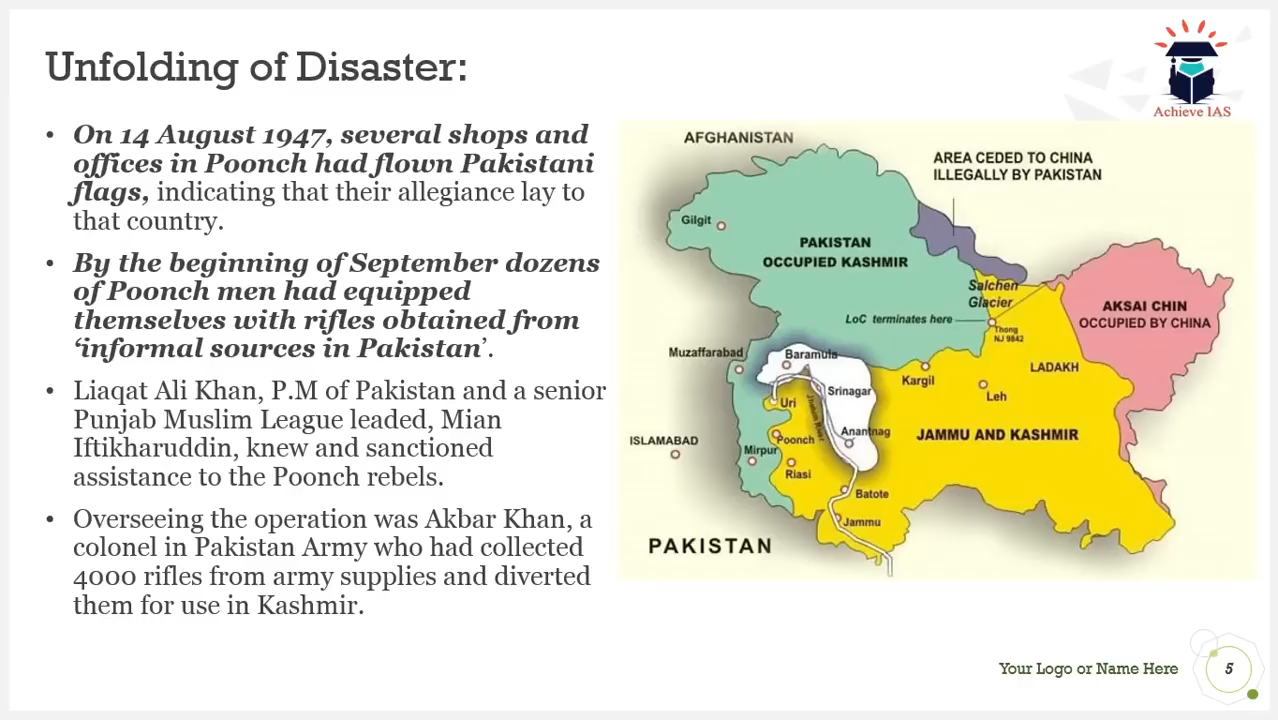 Unfolding of Disaster:
Achieve IAS
• On 14 August 1947, several shops and
offices in Poonch had flown Pakistani
flags, indicating that their allegiance lay to
that country.
• By the beginning of September dozens
of Poonch men had equipped
themselves with rifles obtained from
‘informal sources in Pakistan’.
• Liaqat Ali Khan, P.M of Pakistan and a senior
Punjab Muslim League leaded, Mian
Iftikharuddin, knew and sanctioned
assistance to the Poonch rebels.
• Overseeing the operation was Akbar Khan, a
colonel in Pakistan Army who had collected
4000 rifles from army supplies and diverted
them for use in Kashmir.
AFGHANISTAN
AREA CEDED TO CHINA
ILLEGALLY BY PAKISTAN
Gilgit
PAKISTAN
OCCUPIED KASHMIR
Salchen
Glacier
AKSAI CHIN
OCCUPIED BY CHINA
LoC terminates here
Thong
NJ 9842
Muzaffarabad
Baramula
LADAKH
Kargil
Srinagar
Leh
Uri
Jhelum River
Anantnag
JAMMU AND KASHMIR
ISLAMABAD
Poonch
Mirpur
Riasi
Batote
Jammu
PAKISTAN
Your Logo or Name Here
5